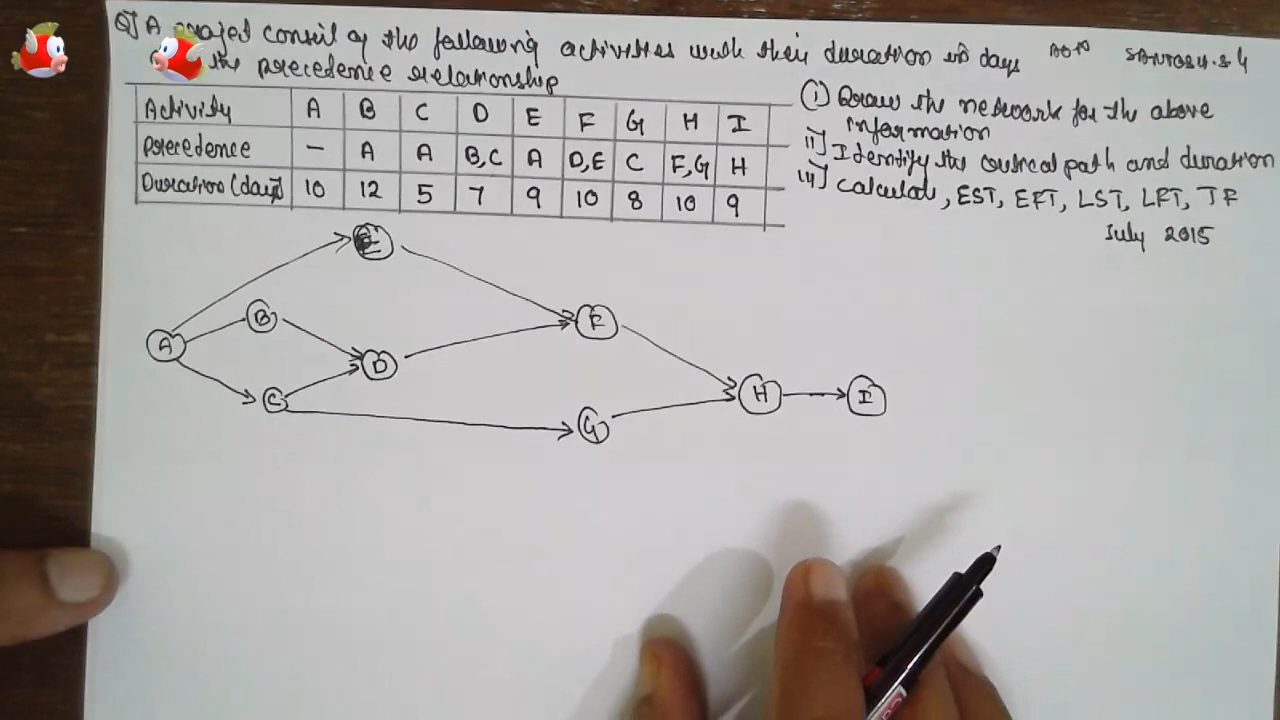 Q] A project consist of the following activities with their duration in days
the precedence relationship
Activity A B C D E F G H I
Precedence — A A B,C A D,E C F,G H
Duration (days) 10 12 5 7 9 10 8 10 9
(i) Draw the network for the above
information
ii] Identify the critical path and duration
iii] calculate, EST, EFT, LST, LFT, TF
July 2015
E
B
F
A
D
H
I
C
G